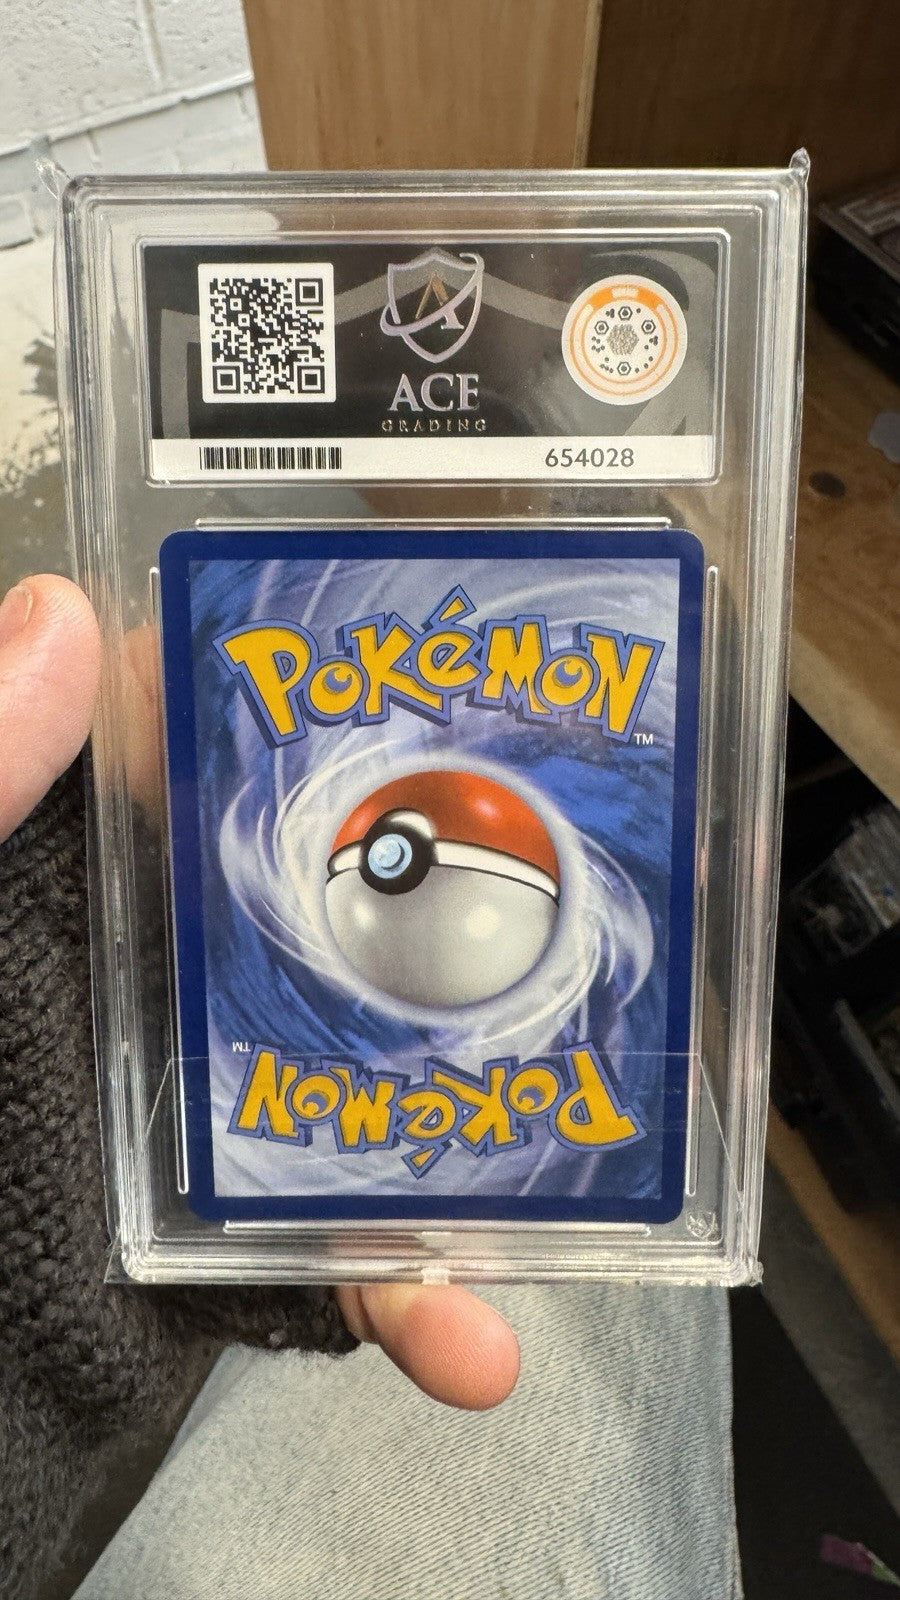 ACE
GRADING
654028
POKéMON
TM
TM
POKéMON